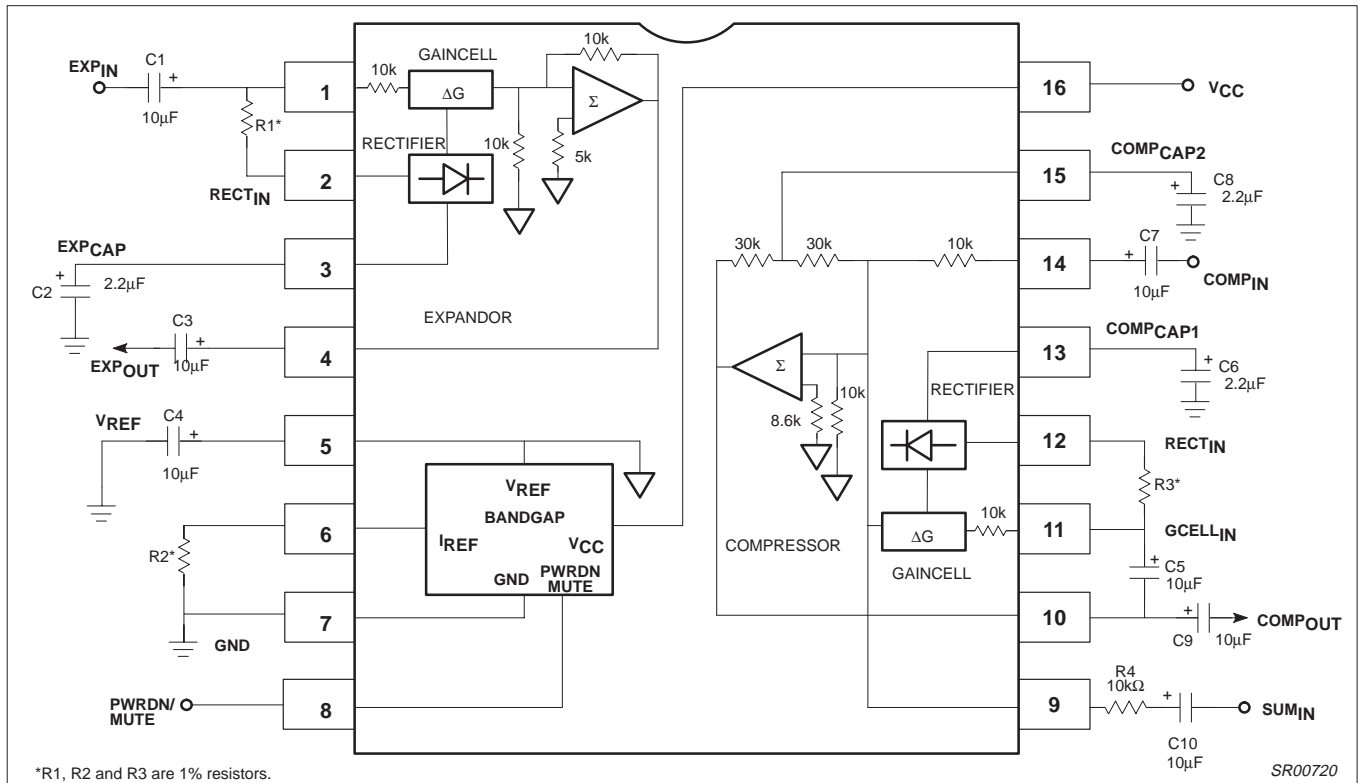 EXPIN
C1
+
10µF
R1*
RECTIN
1
2
10k
GAINCELL
ΔG
RECTIFIER
10k
10k
Σ
5k
EXPCAP
+
C2
2.2µF
3
EXPANDOR
C3
+
10µF
EXPOUT
4
VREF
C4
+
10µF
5
VREF
BANDGAP
IREF
VCC
GND
PWRDN
MUTE
6
R2*
7
GND
PWRDN/
MUTE
8
16
VCC
COMPCAP2
15
+
C8
2.2µF
30k
30k
10k
14
C7
+
10µF
COMPIN
COMPCAP1
13
+
C6
2.2µF
Σ
10k
8.6k
RECTIFIER
12
RECTIN
R3*
10k
11
GCELLIN
ΔG
GAINCELL
COMPRESSOR
C5
10µF
+
10
+
C9
10µF
COMPOUT
9
R4
10kΩ
+
C10
10µF
SUMIN
*R1, R2 and R3 are 1% resistors.
SR00720